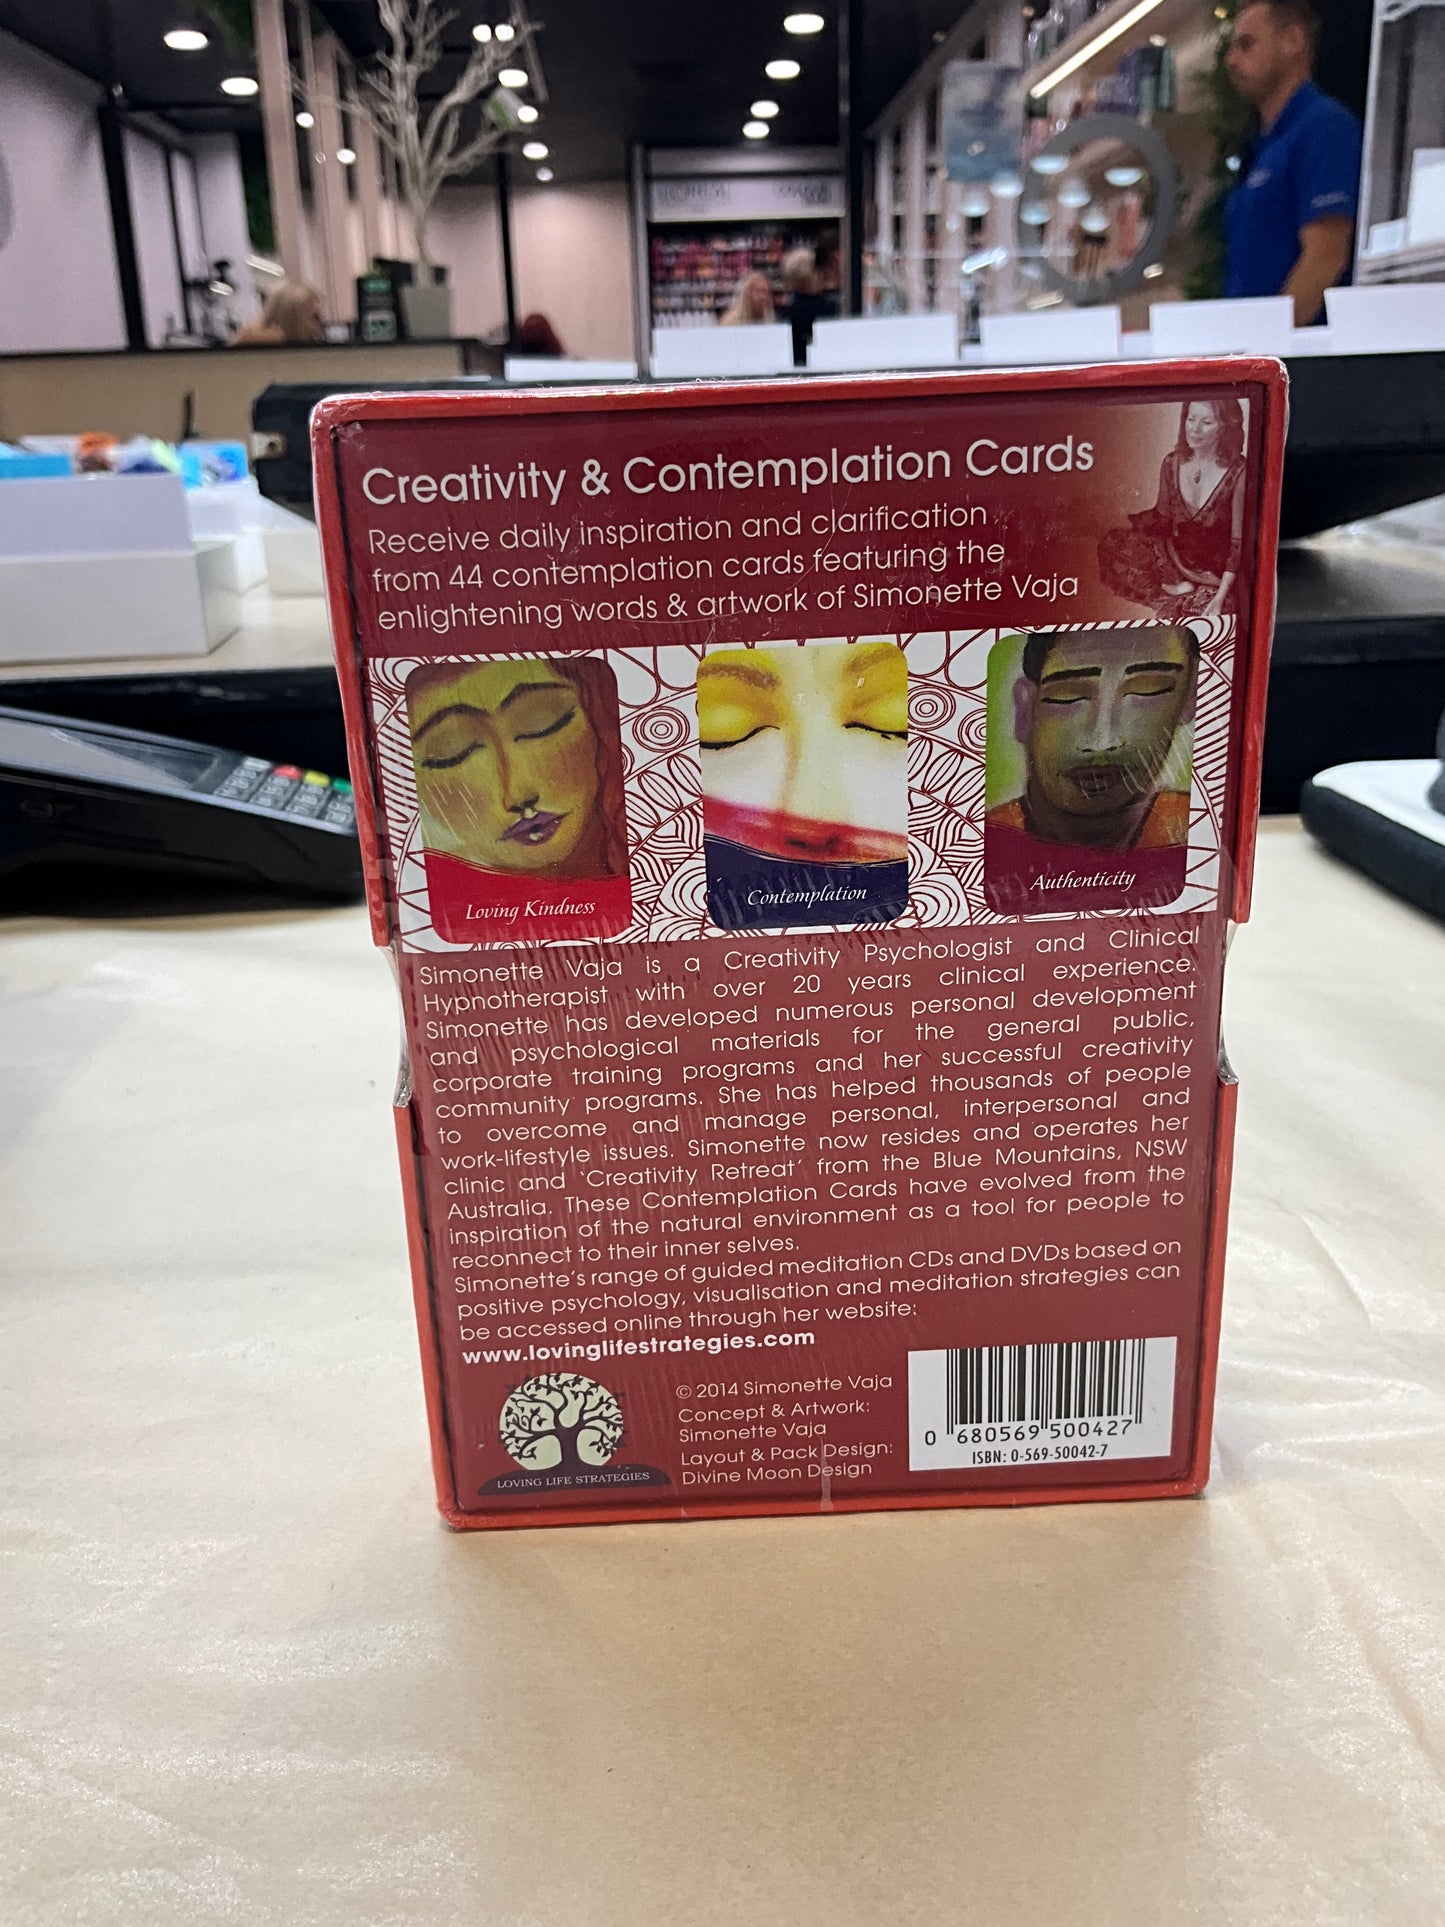 Creativity & Contemplation Cards
Receive daily inspiration and clarification
from 44 contemplation cards featuring the
enlightening words & artwork of Simonette Vaja
Loving Kindness
Contemplation
Authenticity
Simonette Vaja is a Creativity Psychologist and Clinical
Hypnotherapist with over 20 years clinical experience.
Simonette has developed numerous personal development
and psychological materials for the general public,
corporate training programs and her successful creativity
community programs. She has helped thousands of people
to overcome and manage personal, interpersonal and
work-lifestyle issues. Simonette now resides and operates her
clinic and 'Creativity Retreat' from the Blue Mountains, NSW
Australia. These Contemplation Cards have evolved from the
inspiration of the natural environment as a tool for people to
reconnect to their inner selves.
Simonette's range of guided meditation CDs and DVDs based on
positive psychology, visualisation and meditation strategies can
be accessed online through her website:
www.lovinglifestrategies.com
LOVING LIFE STRATEGIES
© 2014 Simonette Vaja
Concept & Artwork:
Simonette Vaja
Layout & Pack Design:
Divine Moon Design
0 680569 500427
ISBN: 0-569-50042-7